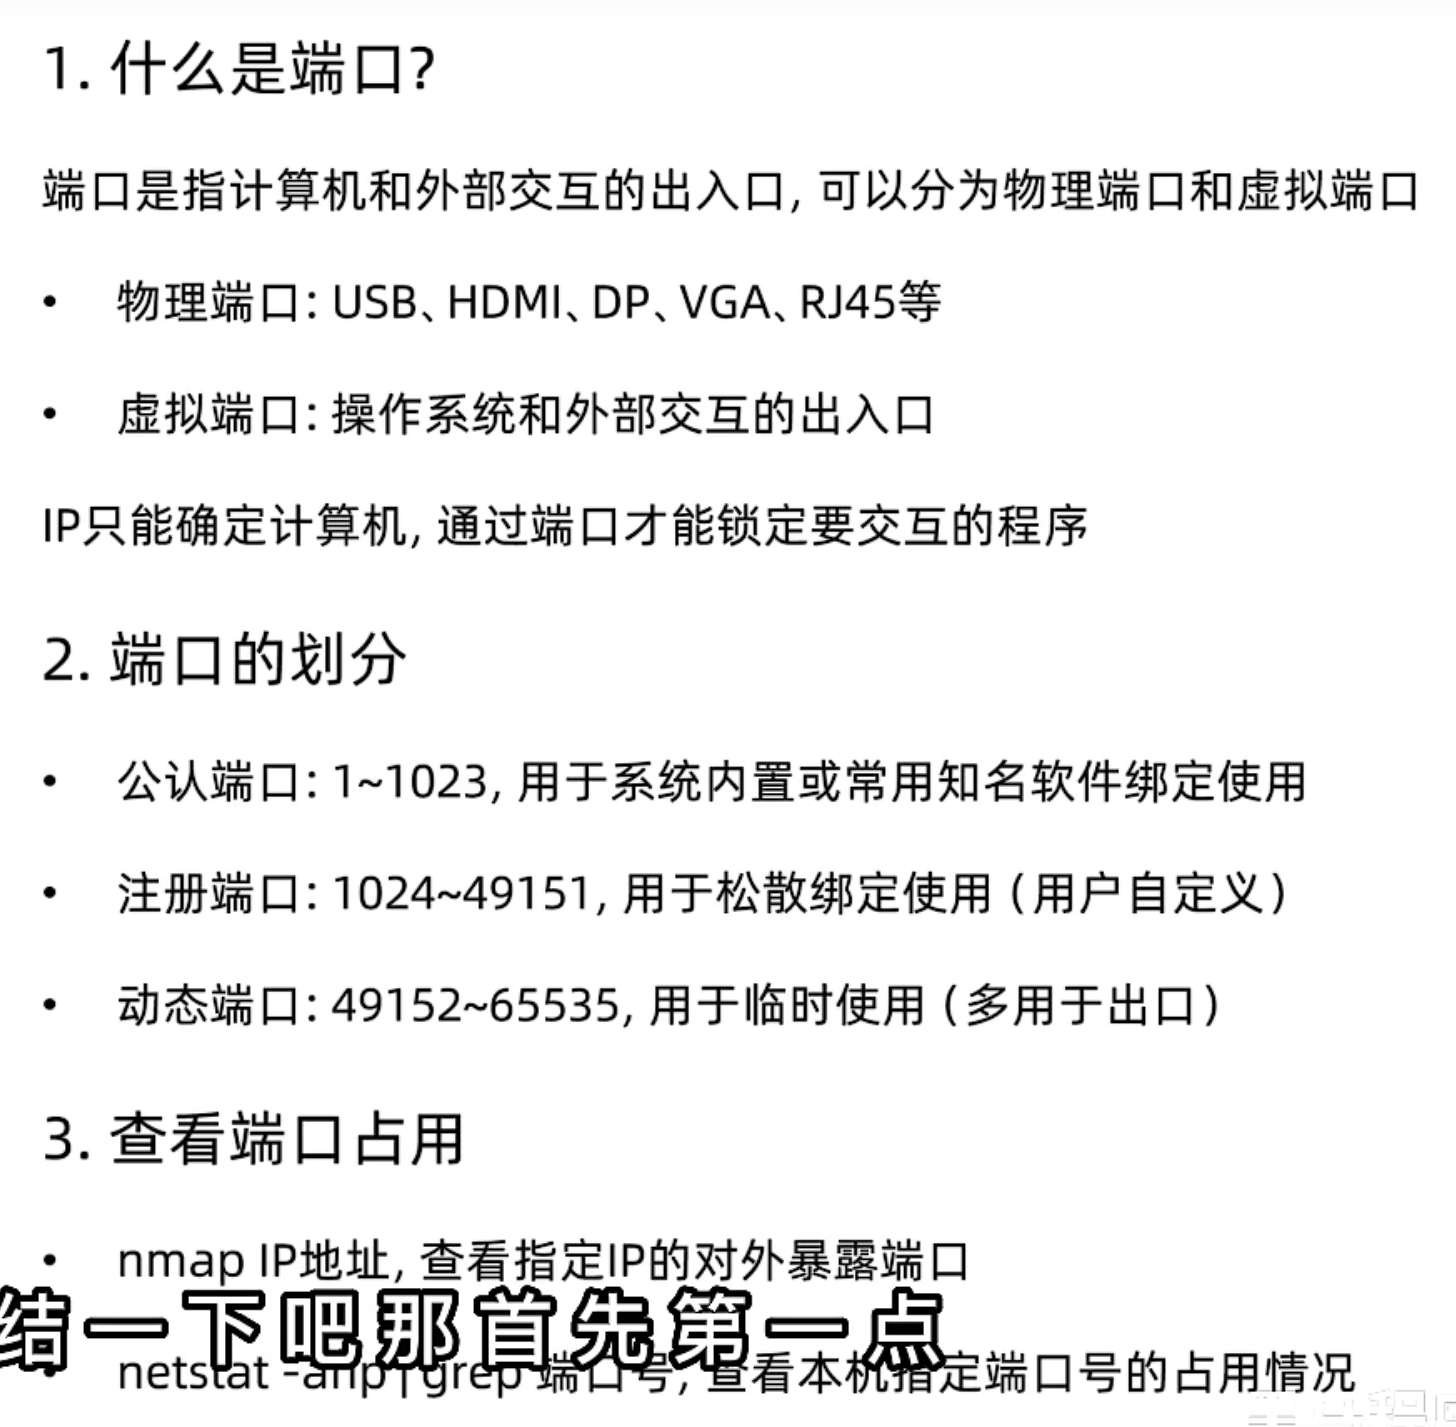 1. 什么是端口?
端口是指计算机和外部交互的出入口, 可以分为物理端口和虚拟端口
• 物理端口: USB、HDMI、DP、VGA、RJ45等
• 虚拟端口: 操作系统和外部交互的出入口
IP只能确定计算机, 通过端口才能锁定要交互的程序
2. 端口的划分
• 公认端口: 1~1023, 用于系统内置或常用知名软件绑定使用
• 注册端口: 1024~49151, 用于松散绑定使用 (用户自定义)
• 动态端口: 49152~65535, 用于临时使用 (多用于出口)
3. 查看端口占用
• nmap IP地址, 查看指定IP的对外暴露端口
结一下吧那首先第一点
• netstat -anp | grep 端口号, 查看本机指定端口号的占用情况